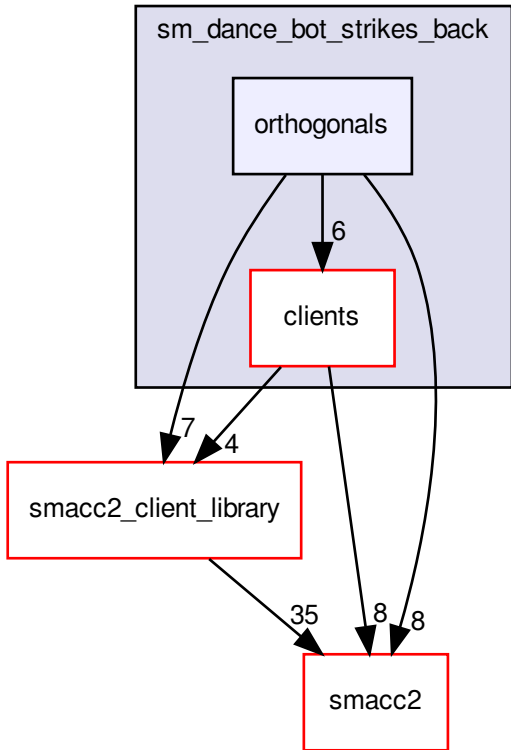 sm_dance_bot_strikes_back
orthogonals
6
clients
7
4
smacc2_client_library
35
8
8
smacc2